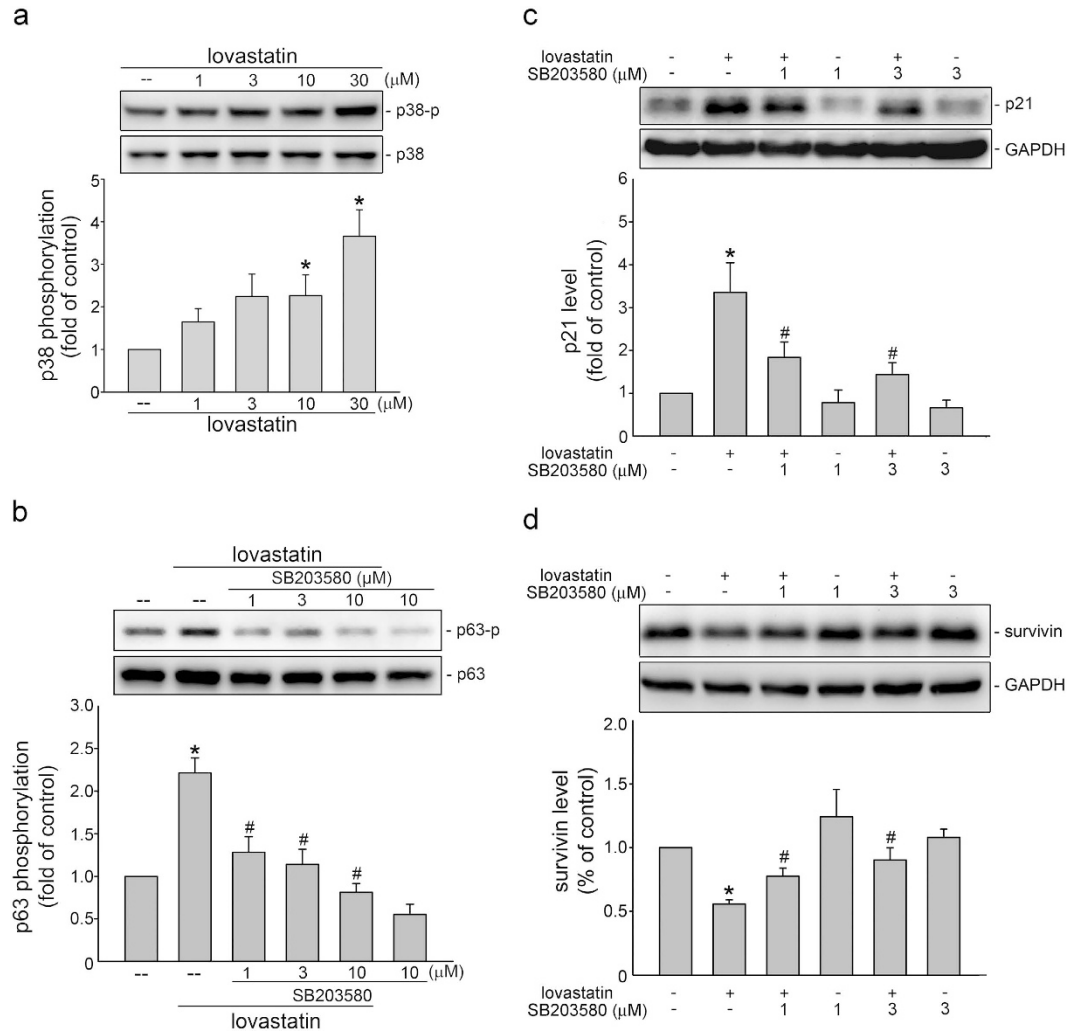 a
lovastatin
-- 1 3 10 30 (μM)
- p38-p
- p38
p38 phosphorylation
(fold of control)
5
4
3
2
1
0
*
*
-- 1 3 10 30 (μM)
lovastatin
b
lovastatin
SB203580 (μM)
-- -- 1 3 10 10
- p63-p
- p63
p63 phosphorylation
(fold of control)
3.0
2.5
2.0
1.5
1.0
0.5
0
*
# # #
-- -- 1 3 10 10 (μM)
SB203580
lovastatin
c
lovastatin - + + - + -
SB203580 (μM) - - 1 1 3 3
- p21
- GAPDH
p21 level
(fold of control)
6
5
4
3
2
1
0
*
# #
lovastatin - + + - + -
SB203580 (μM) - - 1 1 3 3
d
lovastatin - + + - + -
SB203580 (μM) - - 1 1 3 3
- survivin
- GAPDH
survivin level
(% of control)
2.0
1.5
1.0
0.5
0
* # #
lovastatin - + + - + -
SB203580 (μM) - - 1 1 3 3